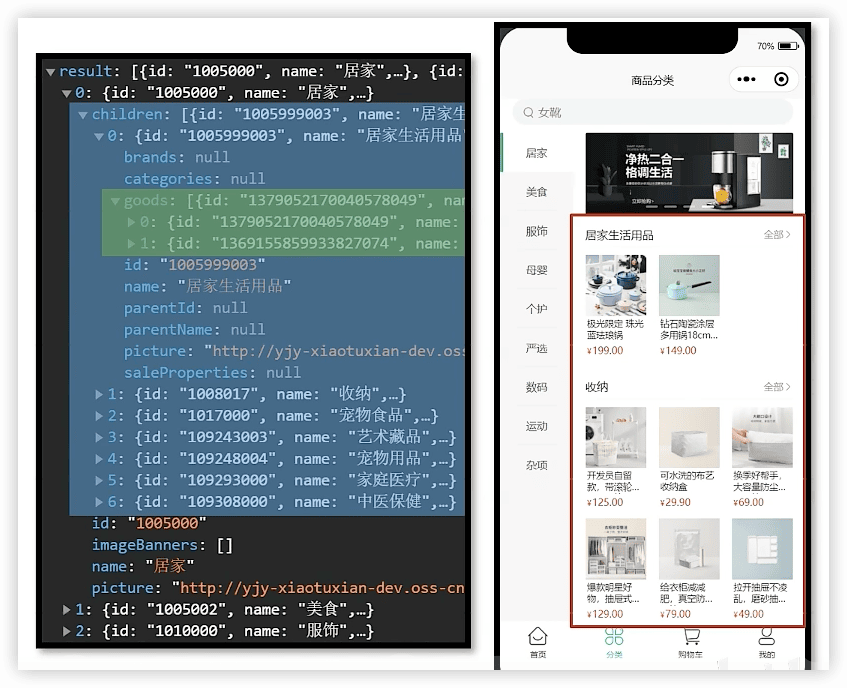 result: [{id: "1005000", name: "居家",…}, {id:
0: {id: "1005000", name: "居家",…}
children: [{id: "1005999003", name: "居家生
0: {id: "1005999003", name: "居家生活用品"
brands: null
categories: null
goods: [{id: "1379052170040578049", name:
0: {id: "1379052170040578049", name:
1: {id: "1369155859933827074", name:
id: "1005999003"
name: "居家生活用品"
parentId: null
parentName: null
picture: "http://yjy-xiaotuxian-dev.oss
saleProperties: null
1: {id: "1008017", name: "收纳",…}
2: {id: "1017000", name: "宠物食品",…}
3: {id: "109243003", name: "艺术藏品",…}
4: {id: "109248004", name: "宠物用品",…}
5: {id: "109293000", name: "家庭医疗",…}
6: {id: "109308000", name: "中医保健",…}
id: "1005000"
imageBanners: []
name: "居家"
picture: "http://yjy-xiaotuxian-dev.oss-cn
1: {id: "1005002", name: "美食",…}
2: {id: "1010000", name: "服饰",…}
70%
商品分类
女靴
居家
美食
服饰
母婴
个护
严选
数码
运动
杂项
净热二合一
格调生活
立即抢购
居家生活用品
全部
极光限定 珠光
蓝珐琅锅
¥199.00
钻石陶瓷涂层
多用锅18cm...
¥149.00
收纳
全部
开发员自留
款，带滚轮...
¥125.00
可水洗的布艺
收纳盒
¥29.90
换季好帮手，
大容量防尘...
¥69.00
爆款明星好
物，抽屉式...
¥129.00
给衣柜减减
肥，真空防...
¥79.00
拉开抽屉不凌
乱，磨砂抽...
¥49.00
首页
分类
购物车
我的